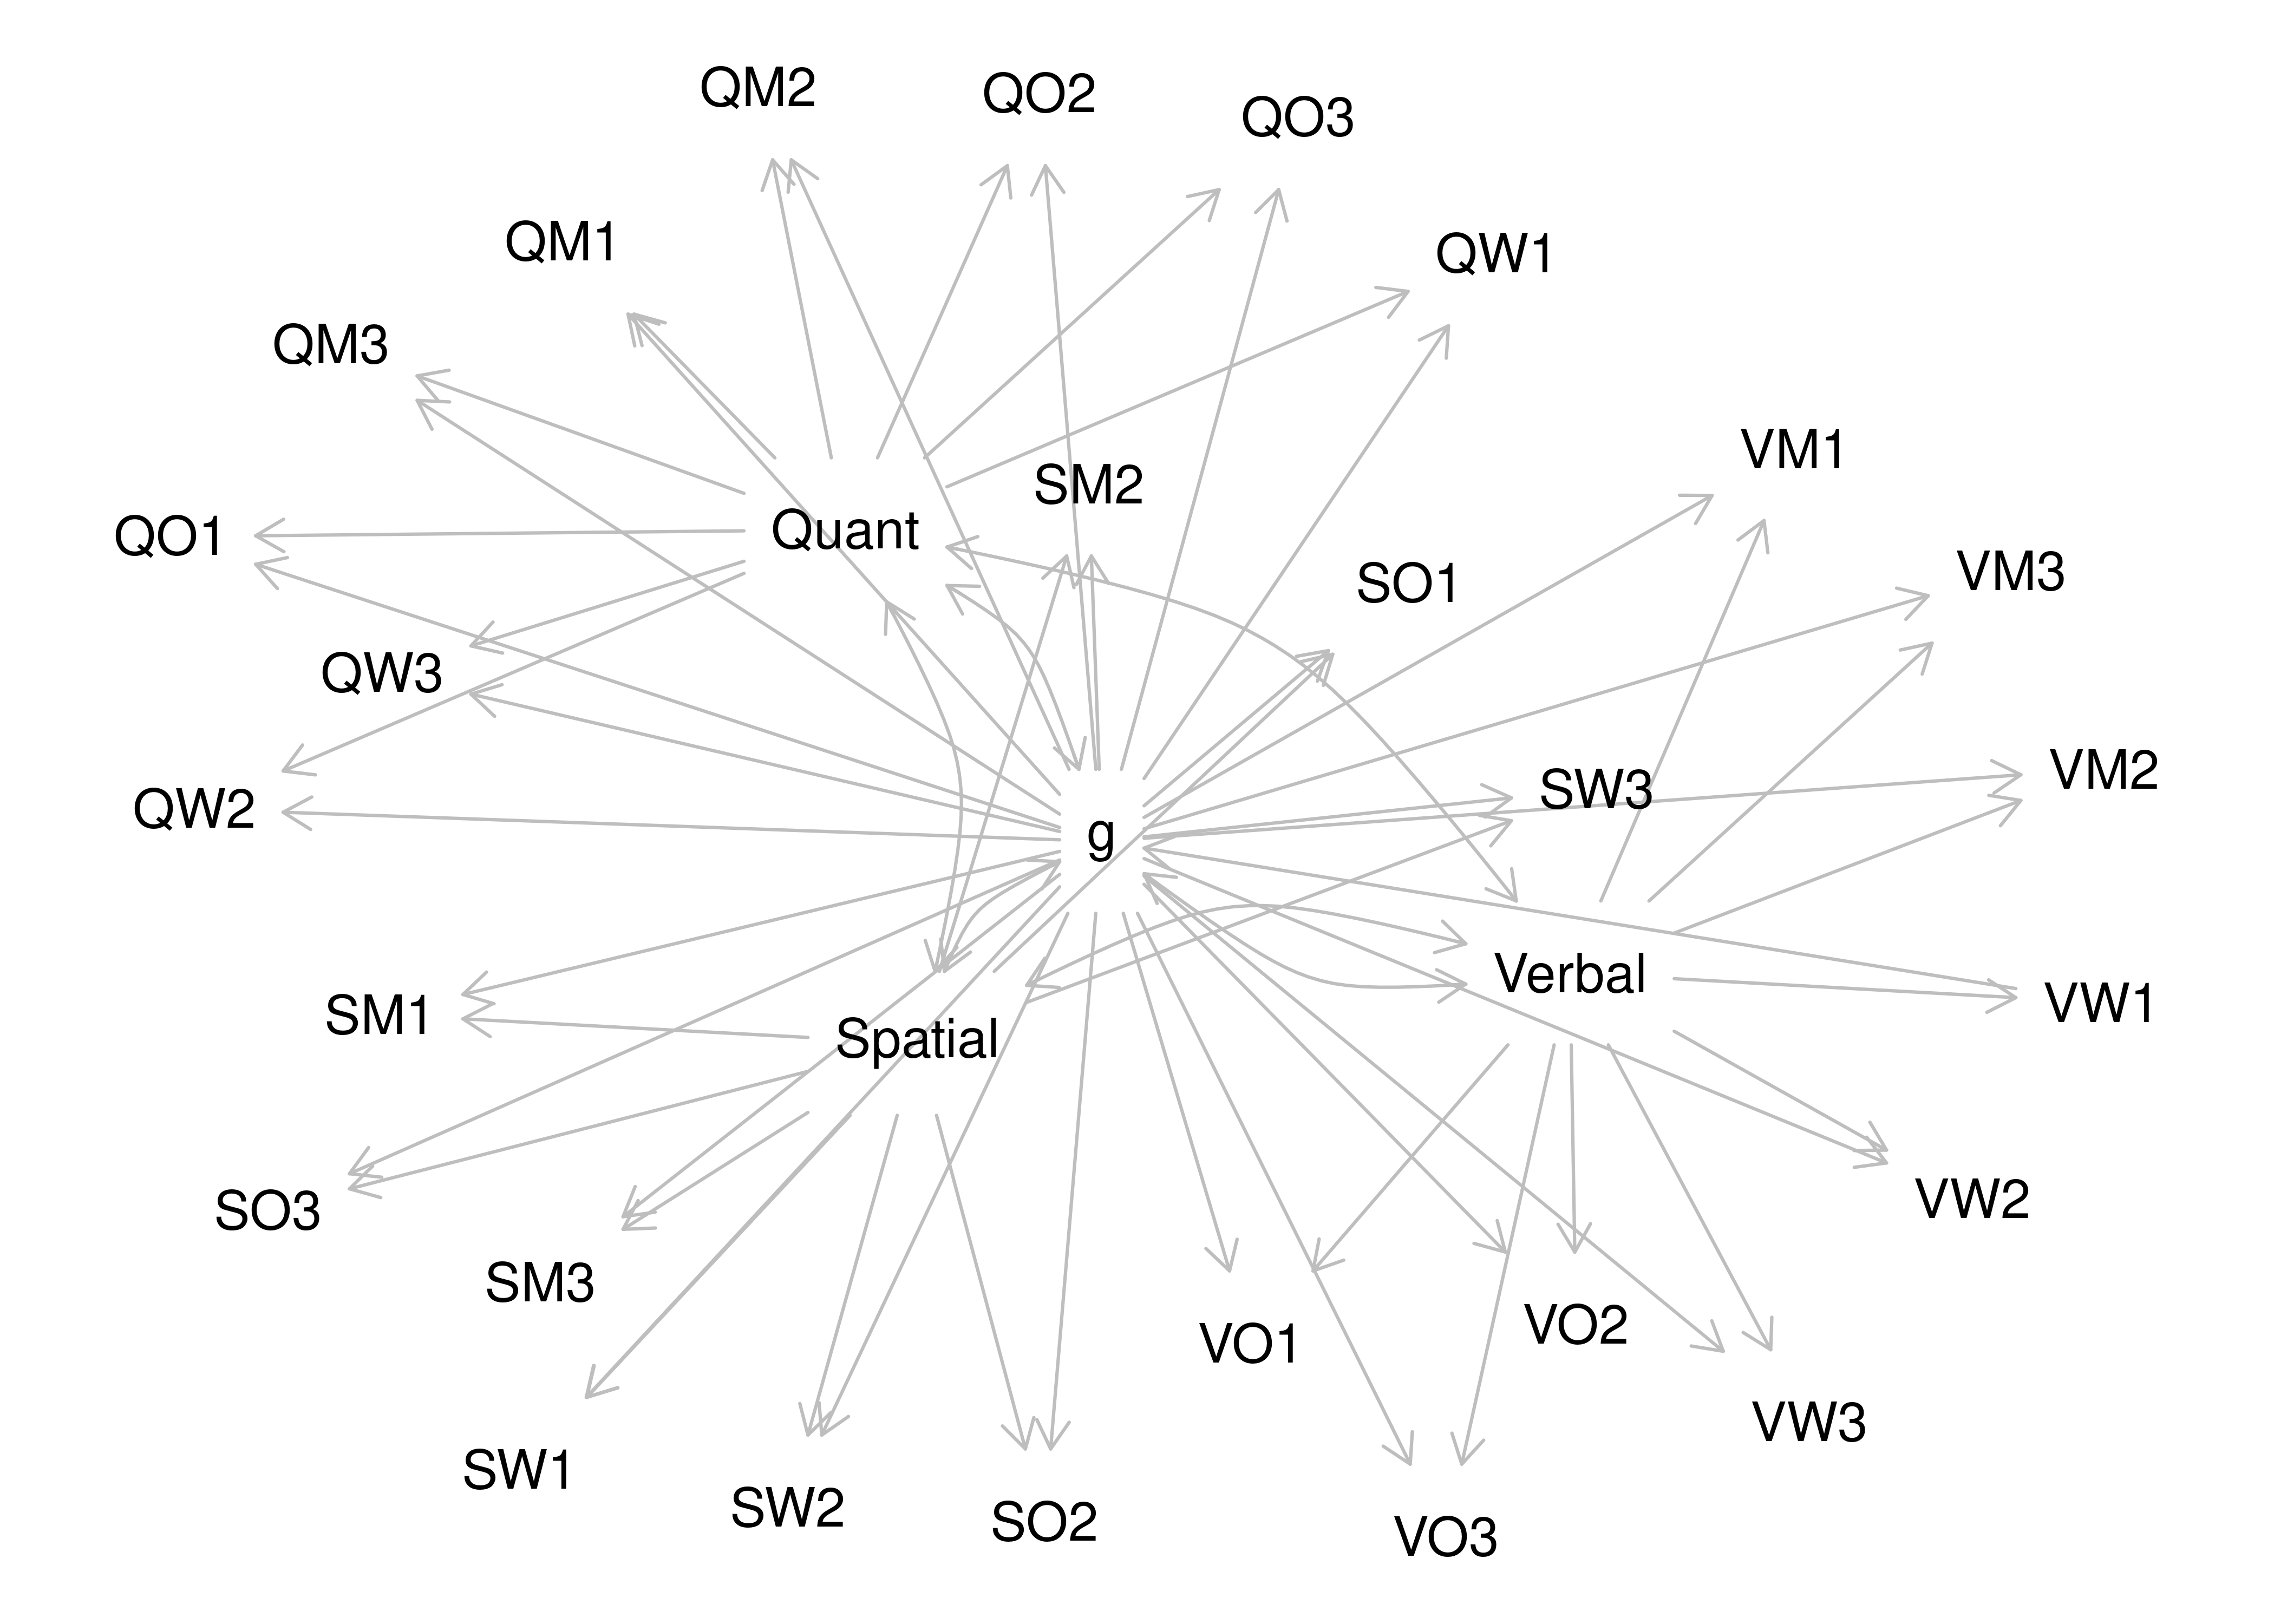 QM2
QO2
QO3
QM1
QW1
QM3
VM1
SM2
Quant
QO1
SO1
VM3
QW3
QW2
SW3
VM2
g
Verbal
VW1
SM1
Spatial
SO3
VW2
SM3
VO1
VO2
VW3
SW1
SW2
SO2
VO3